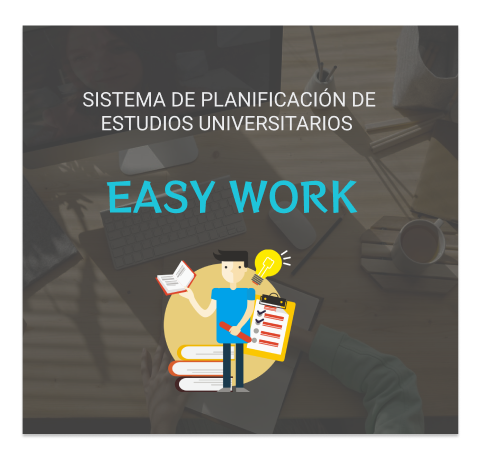 SISTEMA DE PLANIFICACIÓN DE
ESTUDIOS UNIVERSITARIOS
EASY WORK